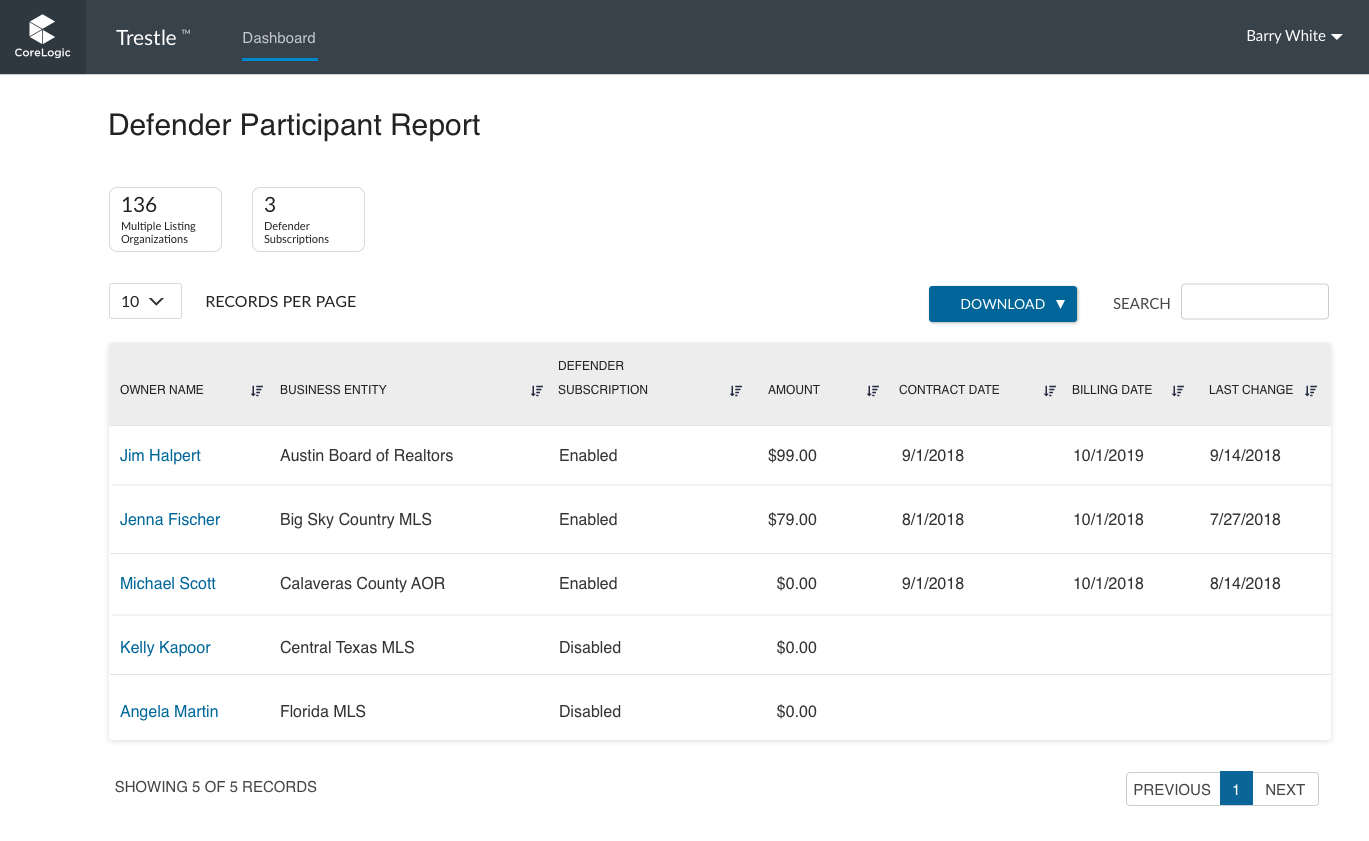 CoreLogic
Trestle ™
Dashboard
Barry White
Defender Participant Report
136
Multiple Listing
Organizations
3
Defender
Subscriptions
10
RECORDS PER PAGE
DOWNLOAD
SEARCH
OWNER NAME
BUSINESS ENTITY
DEFENDER
SUBSCRIPTION
AMOUNT
CONTRACT DATE
BILLING DATE
LAST CHANGE
Jim Halpert Austin Board of Realtors Enabled $99.00 9/1/2018 10/1/2019 9/14/2018
Jenna Fischer Big Sky Country MLS Enabled $79.00 8/1/2018 10/1/2018 7/27/2018
Michael Scott Calaveras County AOR Enabled $0.00 9/1/2018 10/1/2018 8/14/2018
Kelly Kapoor Central Texas MLS Disabled $0.00
Angela Martin Florida MLS Disabled $0.00
SHOWING 5 OF 5 RECORDS
PREVIOUS 1 NEXT